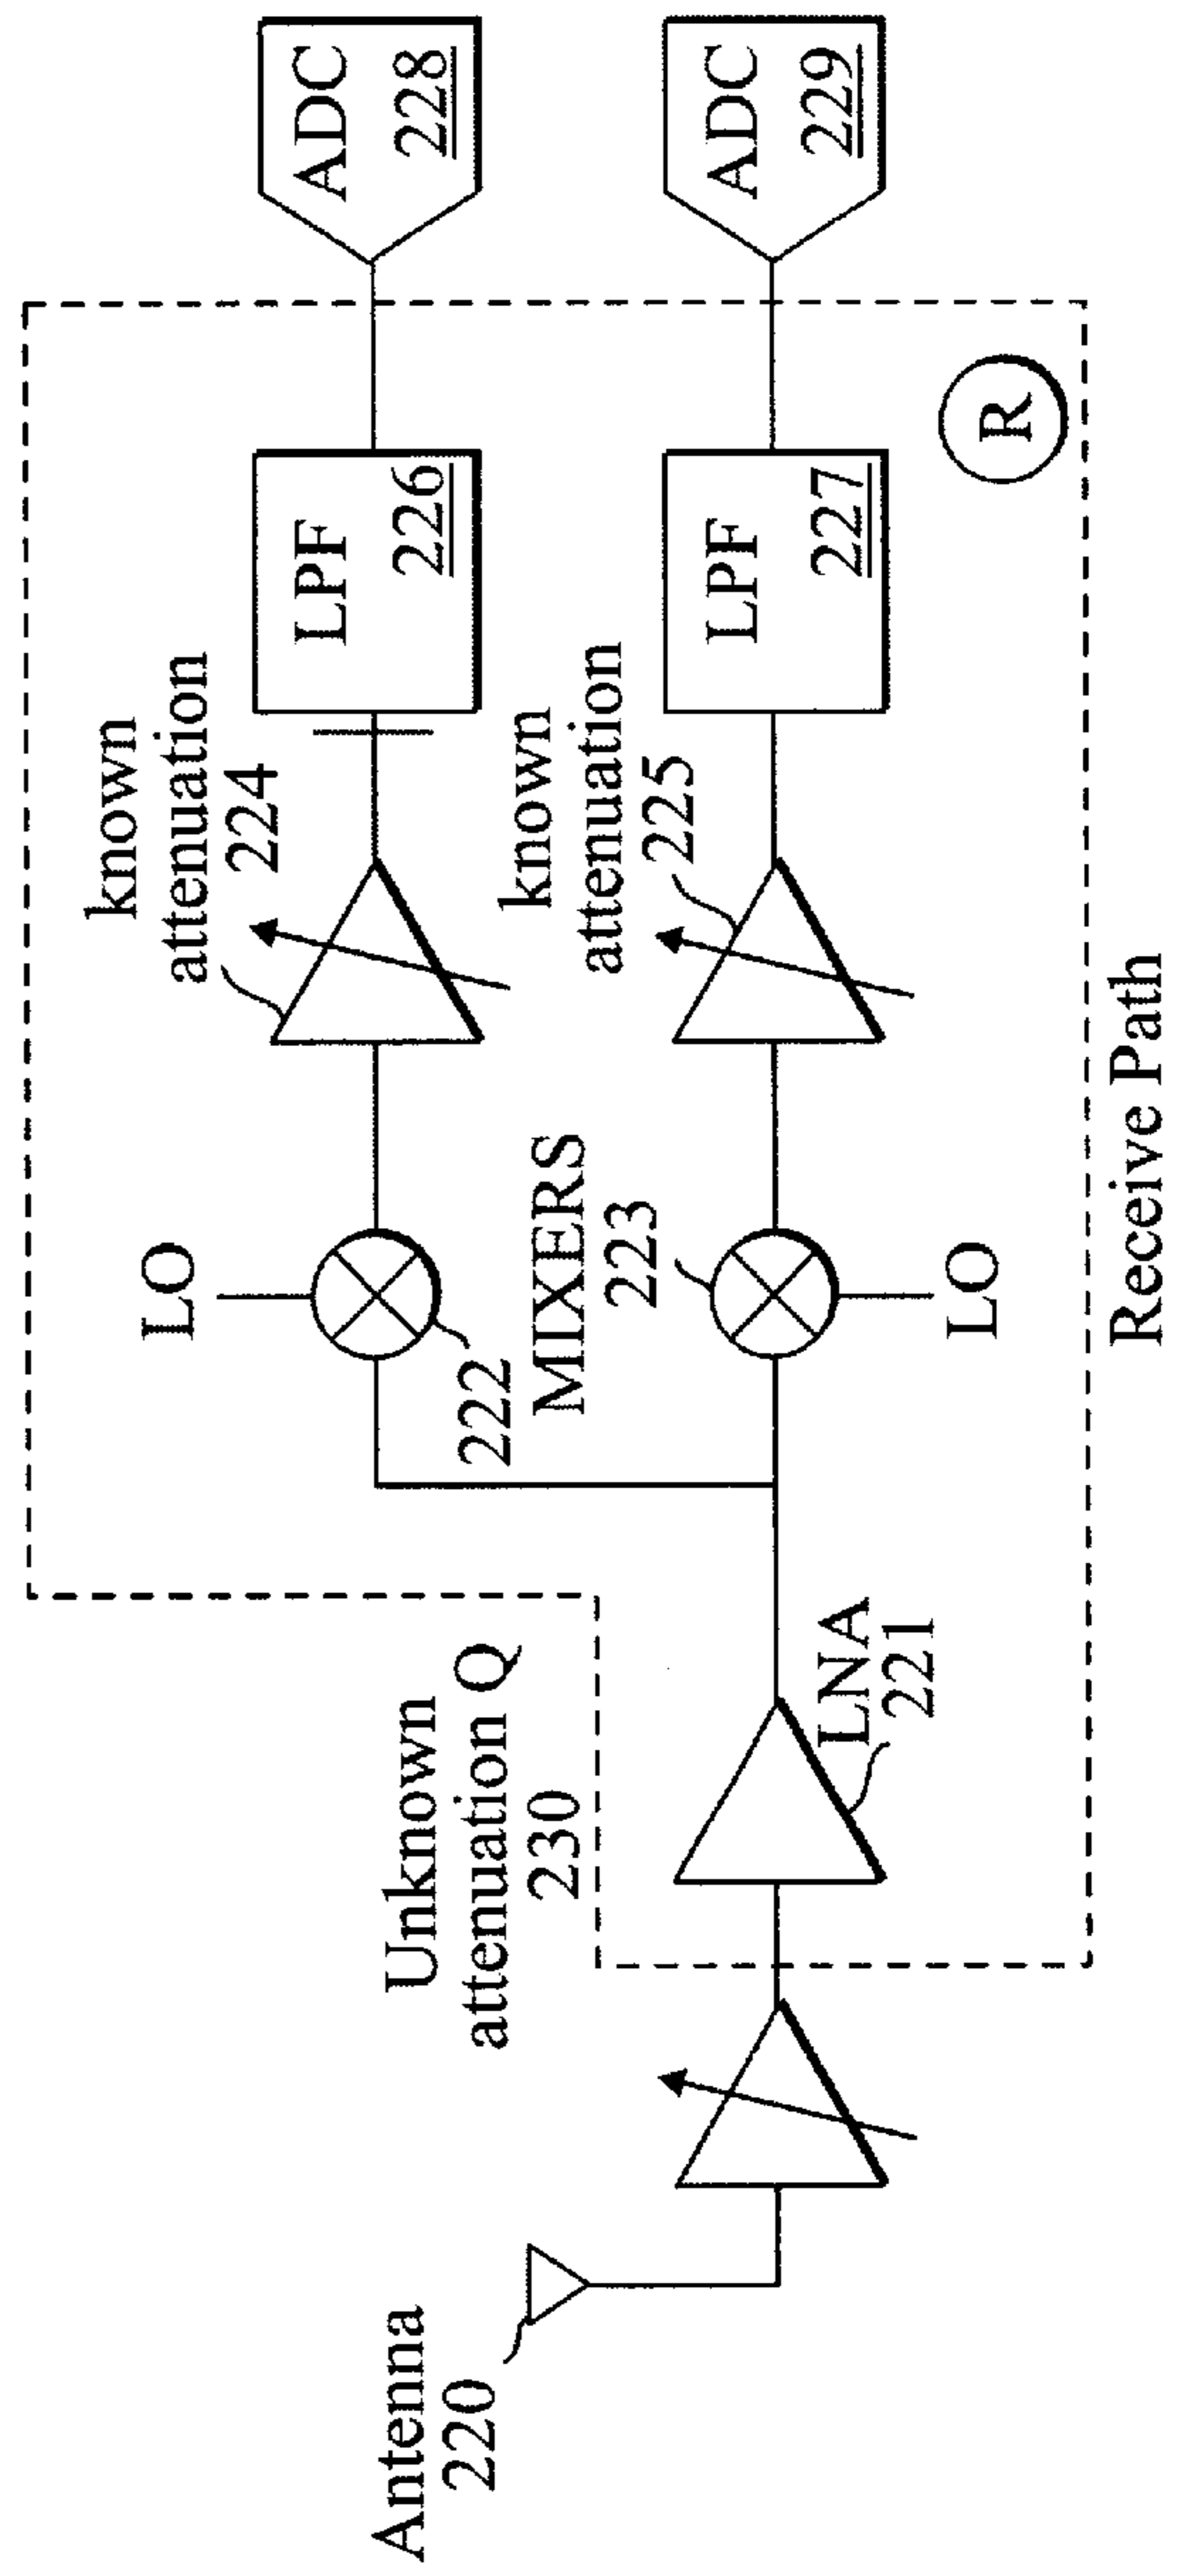 Antenna
220
Unknown
attenuation Q
230
LNA
221
LO
222
MIXERS
223
LO
known
attenuation
224
known
attenuation
225
LPF
226
LPF
227
R
ADC
228
ADC
229
Receive Path